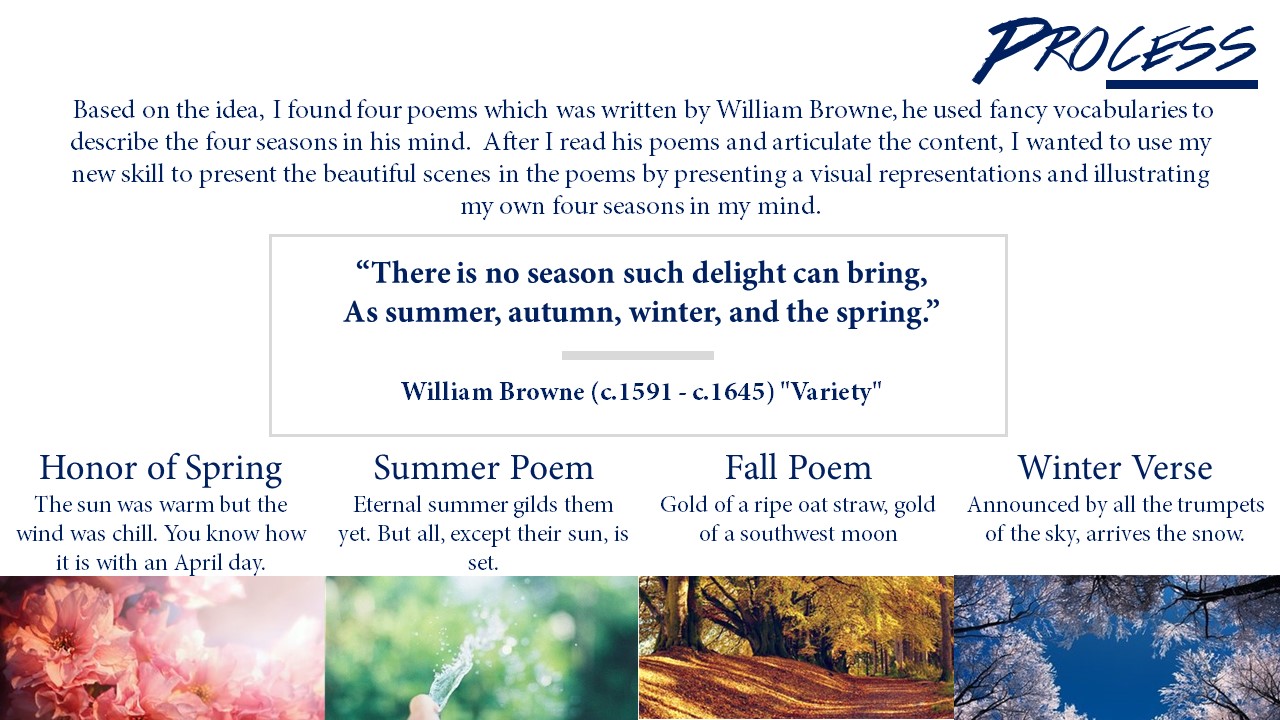 PROCESS
Based on the idea, I found four poems which was written by William Browne, he used fancy vocabularies to
describe the four seasons in his mind. After I read his poems and articulate the content, I wanted to use my
new skill to present the beautiful scenes in the poems by presenting a visual representations and illustrating
my own four seasons in my mind.
“There is no season such delight can bring,
As summer, autumn, winter, and the spring.”
William Browne (c.1591 - c.1645) "Variety"
Honor of Spring
The sun was warm but the
wind was chill. You know how
it is with an April day.
Summer Poem
Eternal summer gilds them
yet. But all, except their sun, is
set.
Fall Poem
Gold of a ripe oat straw, gold
of a southwest moon
Winter Verse
Announced by all the trumpets
of the sky, arrives the snow.